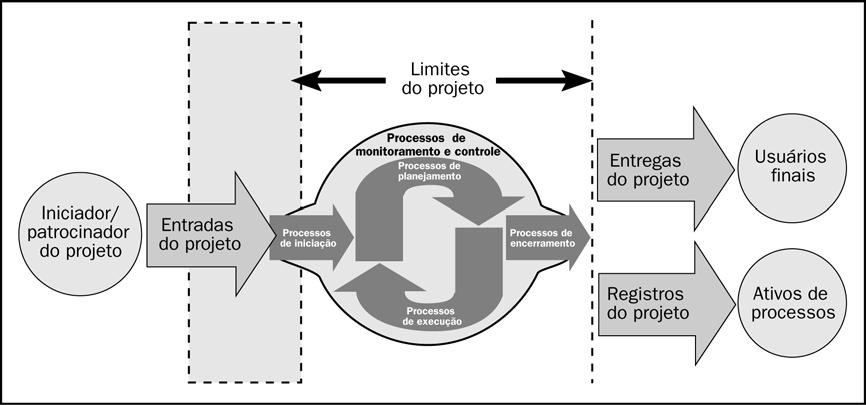 Limites
do projeto
Processos de
monitoramento e controle
Processos de
planejamento
Iniciador/
patrocinador
do projeto
Entradas
do projeto
Processos
de iniciação
Processos de
encerramento
Processos
de execução
Entregas
do projeto
Usuários
finais
Registros
do projeto
Ativos de
processos